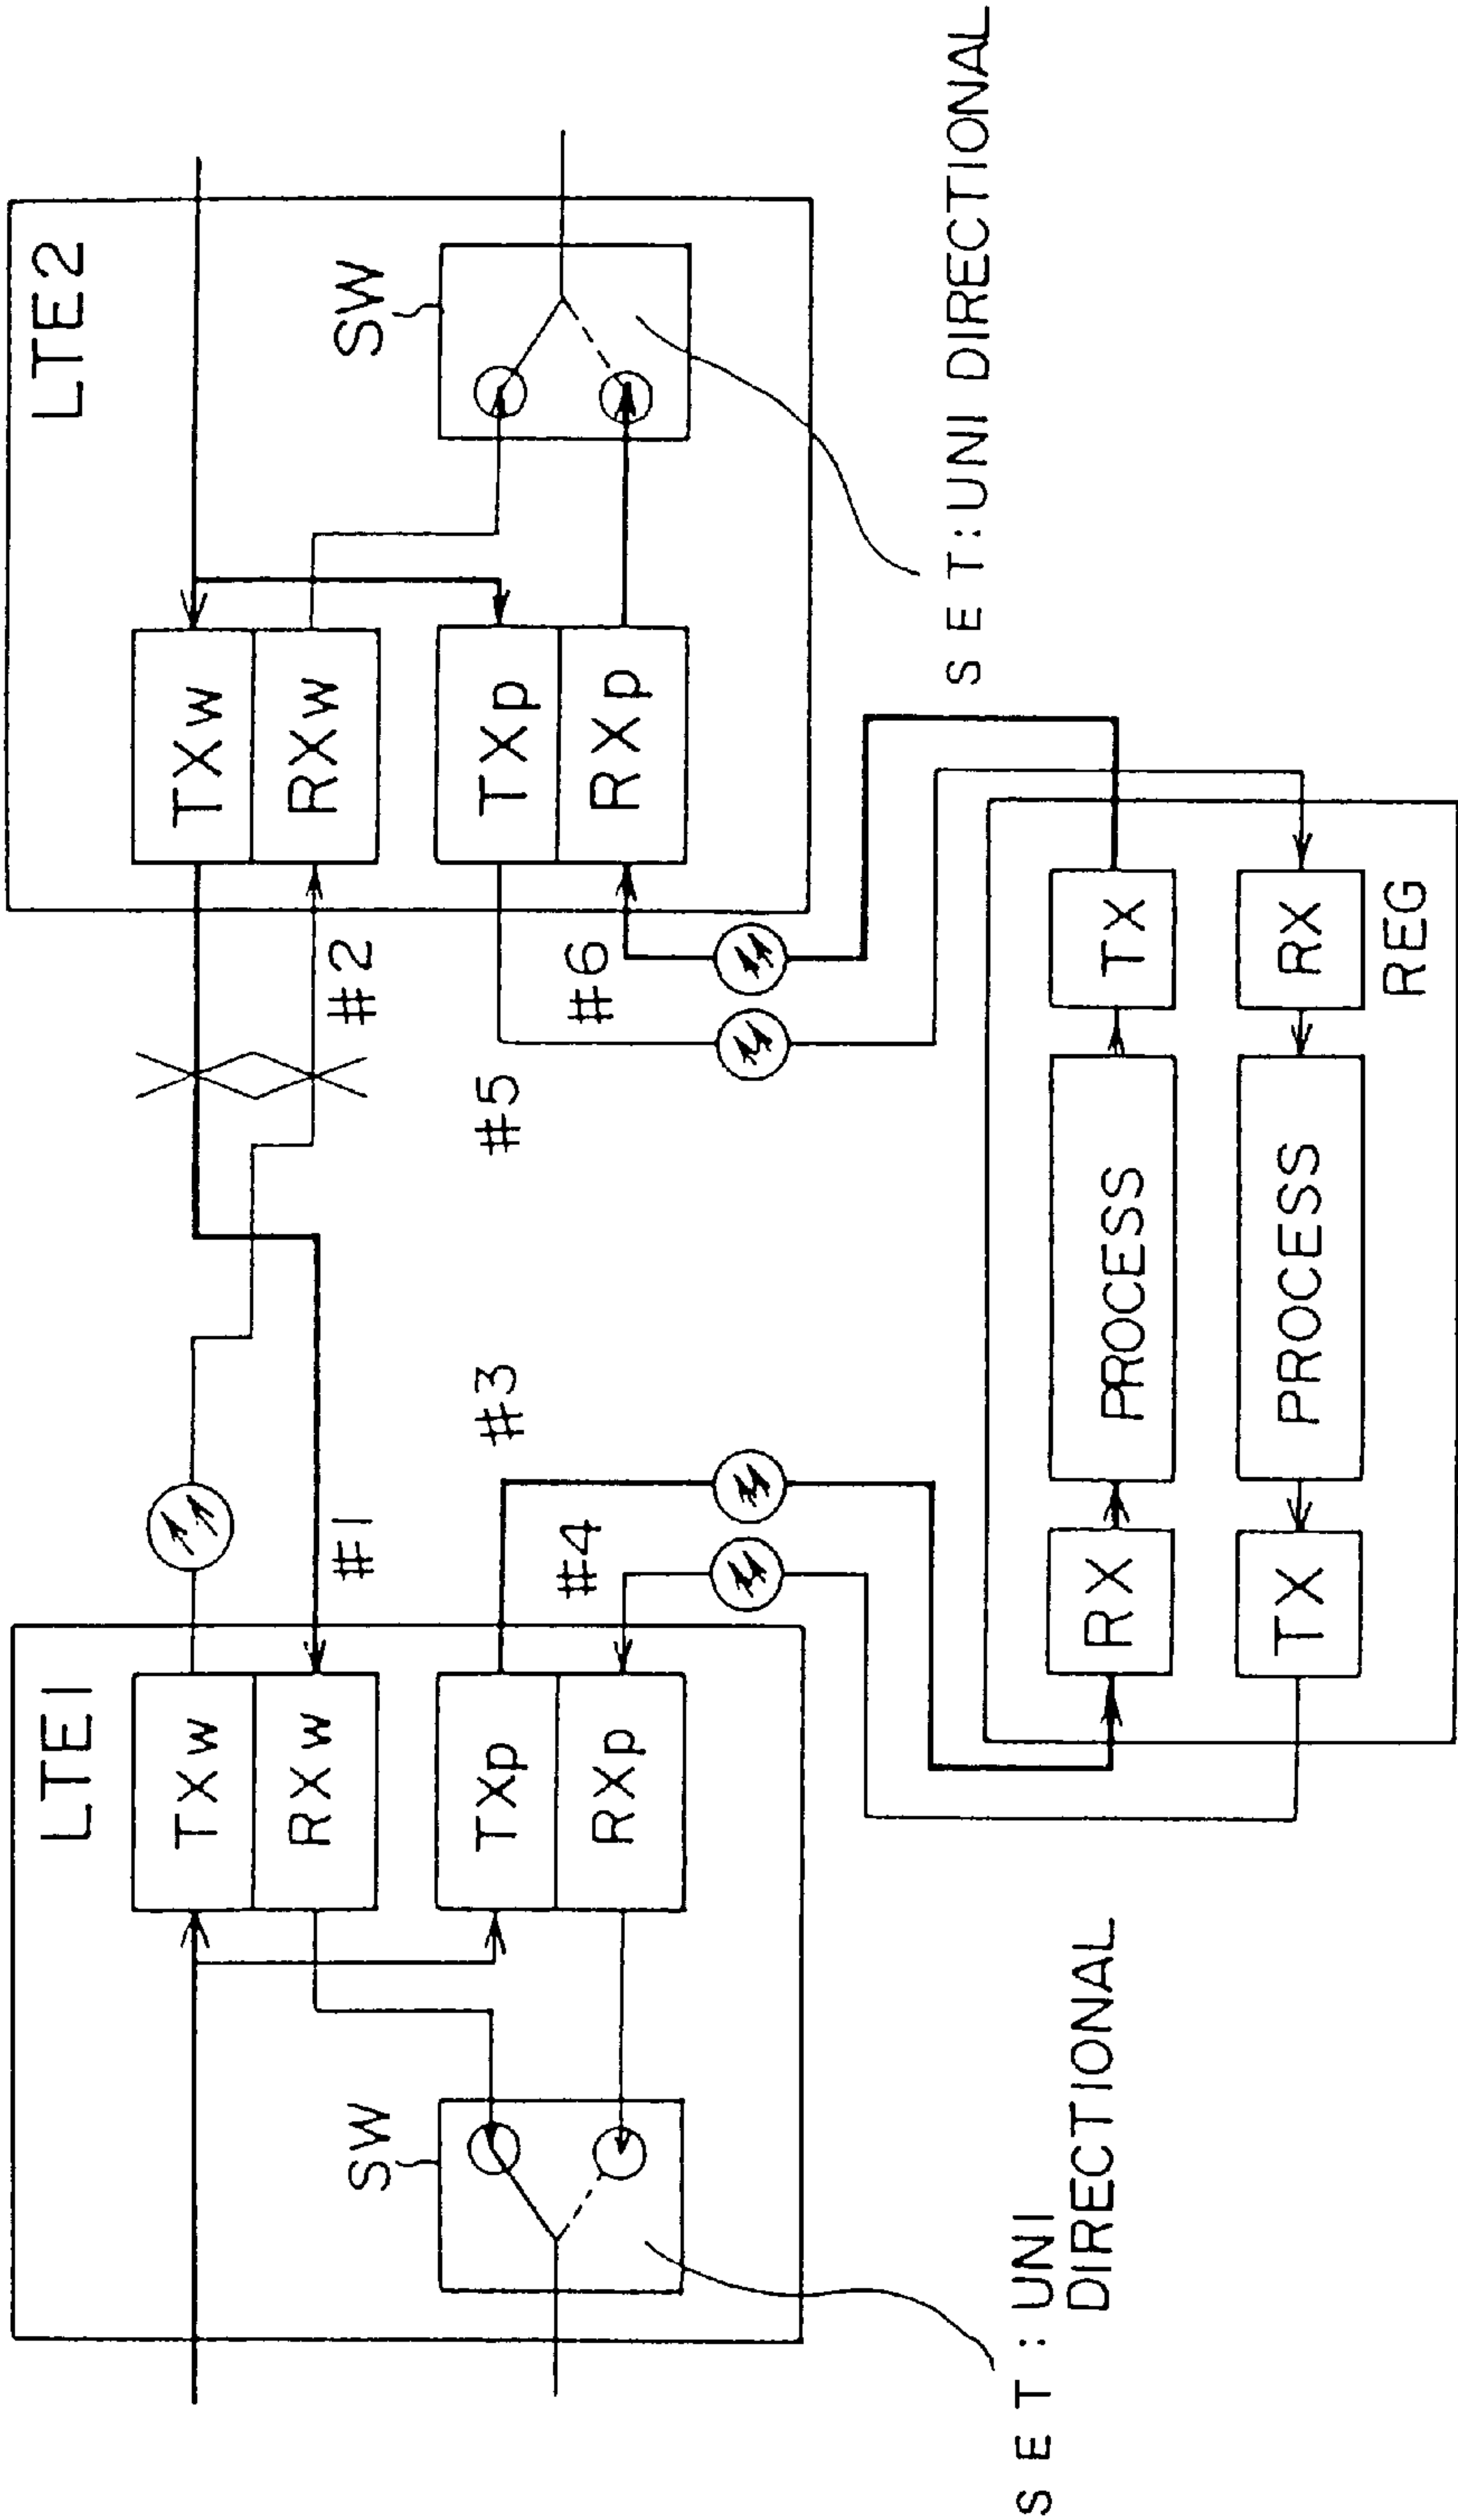 LTE1
TXw
RXw
TXp
RXp
SW
SET: UNI
DIRECTIONAL
#1
#2
#3
#4
#5
#6
LTE2
TXw
RXw
TXp
RXp
SW
SET:UNI DIRECTIONAL
RX
PROCESS
TX
TX
PROCESS
RX
REG